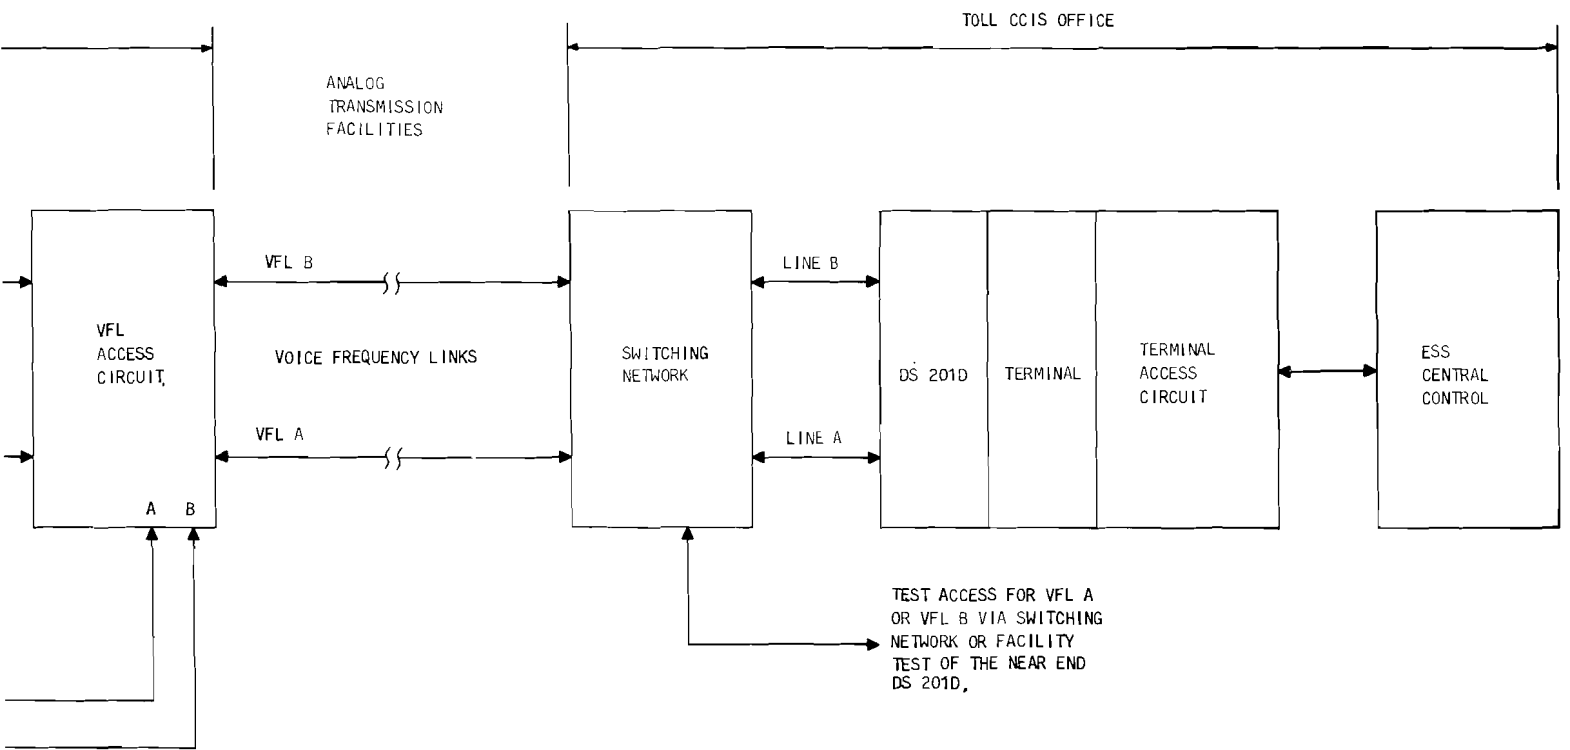 TOLL CCIS OFFICE
ANALOG
TRANSMISSION
FACILITIES
VFL B
LINE B
VFL
ACCESS
CIRCUIT.
VOICE FREQUENCY LINKS
SWITCHING
NETWORK
DS 201D
TERMINAL
TERMINAL
ACCESS
CIRCUIT
ESS
CENTRAL
CONTROL
VFL A
LINE A
A B
TEST ACCESS FOR VFL A
OR VFL B VIA SWITCHING
NETWORK OR FACILITY
TEST OF THE NEAR END
DS 201D.